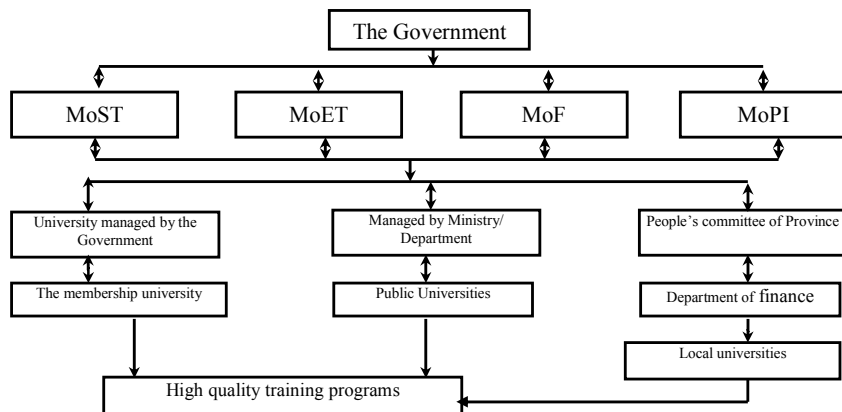 The Government
MoST
MoET
MoF
MoPI
University managed by the
Government
Managed by Ministry/
Department
People's committee of Province
The membership university
Public Universities
Department of finance
Local universities
High quality training programs